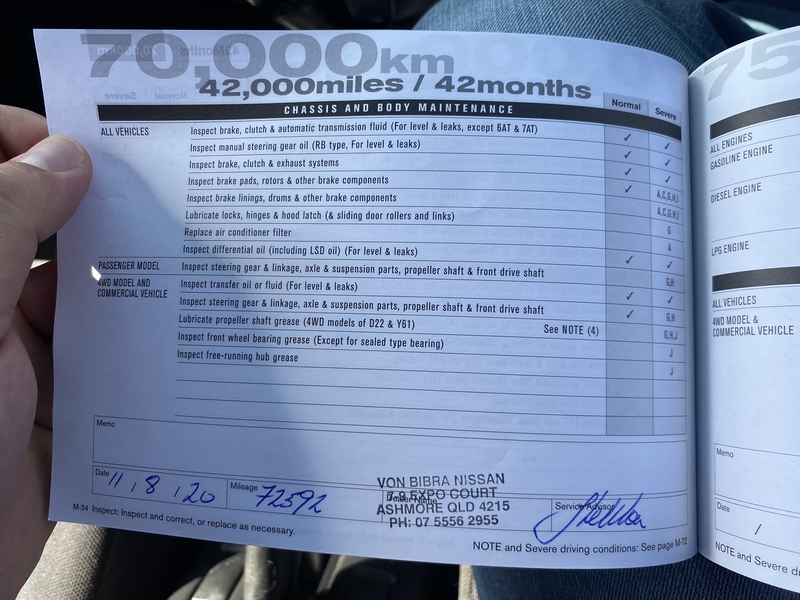 70,000km
42,000miles / 42months
CHASSIS AND BODY MAINTENANCE Normal Severe
ALL VEHICLES Inspect brake, clutch & automatic transmission fluid (For level & leaks, except 6AT & 7AT) ✓ ✓
Inspect manual steering gear oil (RB type, For level & leaks) ✓ ✓
Inspect brake, clutch & exhaust systems ✓ ✓
Inspect brake pads, rotors & other brake components ✓ A,C,G,H,I
Inspect brake linings, drums & other brake components A,C,G,H,I
Lubricate locks, hinges & hood latch (& sliding door rollers and links) G
Replace air conditioner filter A
Inspect differential oil (including LSD oil) (For level & leaks) ✓ ✓
PASSENGER MODEL Inspect steering gear & linkage, axle & suspension parts, propeller shaft & front drive shaft G,H
4WD MODEL AND COMMERCIAL VEHICLE Inspect transfer oil or fluid (For level & leaks) ✓ ✓
Inspect steering gear & linkage, axle & suspension parts, propeller shaft & front drive shaft ✓ G,H
Lubricate propeller shaft grease (4WD models of D22 & Y61) See NOTE (4) G,H,J
Inspect front wheel bearing grease (Except for sealed type bearing) J
Inspect free-running hub grease J
Memo
Date 11 / 8 / 20 Mileage 72592 Dealer Name Service Advisor
VON BIBRA NISSAN
7-9 EXPO COURT
ASHMORE QLD 4215
PH: 07 5556 2955
M-34 Inspect: Inspect and correct, or replace as necessary.
NOTE and Severe driving conditions: See page M-72
75
ALL ENGINES
GASOLINE ENGINE
DIESEL ENGINE
LPG ENGINE
ALL VEHICLES
4WD MODEL &
COMMERCIAL VEHICLE
Memo
Date /
NOTE and Severe